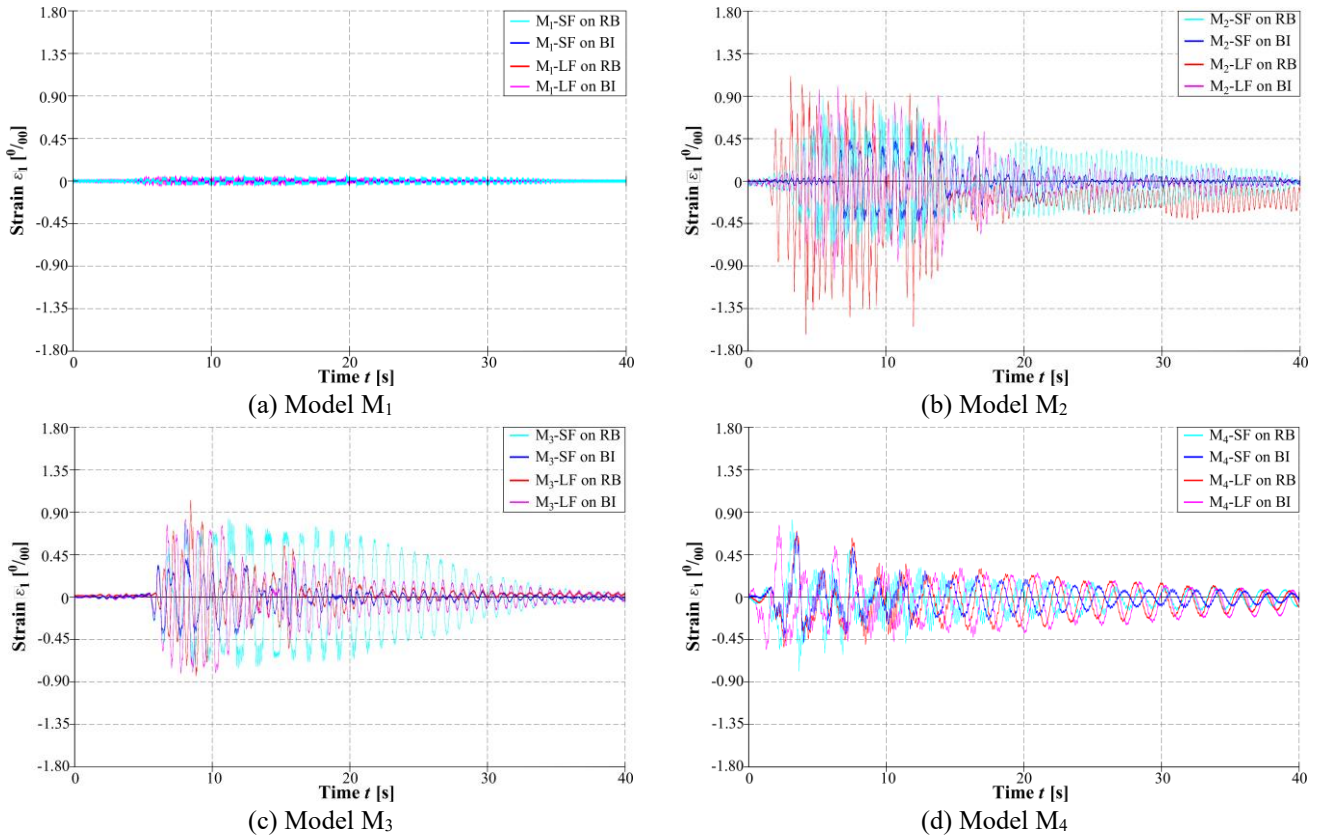 1.80
1.35
0.90
0.45
0
-0.45
-0.90
-1.35
-1.80
Strain ε₁ [⁰/₀₀]
M₁-SF on RB
M₁-SF on BI
M₁-LF on RB
M₁-LF on BI
0 10 20 30 40
Time t [s]
(a) Model M₁
1.80
1.35
0.90
0.45
0
-0.45
-0.90
-1.35
-1.80
Strain ε₁ [⁰/₀₀]
M₂-SF on RB
M₂-SF on BI
M₂-LF on RB
M₂-LF on BI
0 10 20 30 40
Time t [s]
(b) Model M₂
1.80
1.35
0.90
0.45
0
-0.45
-0.90
-1.35
-1.80
Strain ε₁ [⁰/₀₀]
M₃-SF on RB
M₃-SF on BI
M₃-LF on RB
M₃-LF on BI
0 10 20 30 40
Time t [s]
(c) Model M₃
1.80
1.35
0.90
0.45
0
-0.45
-0.90
-1.35
-1.80
Strain ε₁ [⁰/₀₀]
M₄-SF on RB
M₄-SF on BI
M₄-LF on RB
M₄-LF on BI
0 10 20 30 40
Time t [s]
(d) Model M₄